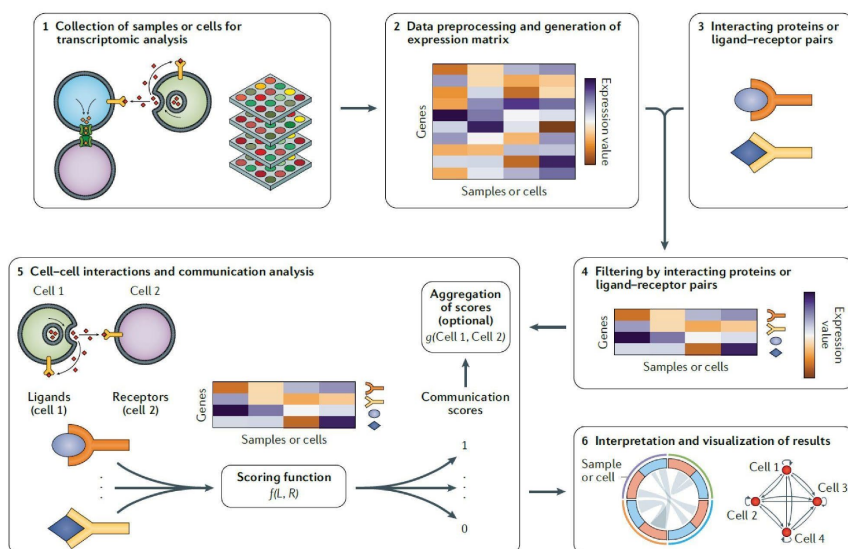 1 Collection of samples or cells for
transcriptomic analysis
2 Data preprocessing and generation of
expression matrix
Genes
Expression value
Samples or cells
3 Interacting proteins or
ligand–receptor pairs
4 Filtering by interacting proteins or
ligand–receptor pairs
Genes
Expression
value
Samples or cells
5 Cell–cell interactions and communication analysis
Cell 1
Cell 2
Ligands
(cell 1)
Receptors
(cell 2)
Genes
Samples or cells
Aggregation
of scores
(optional)
g(Cell 1, Cell 2)
Communication
scores
Scoring function
f(L, R)
1
0
6 Interpretation and visualization of results
Sample
or cell
Cell 1
Cell 2
Cell 3
Cell 4